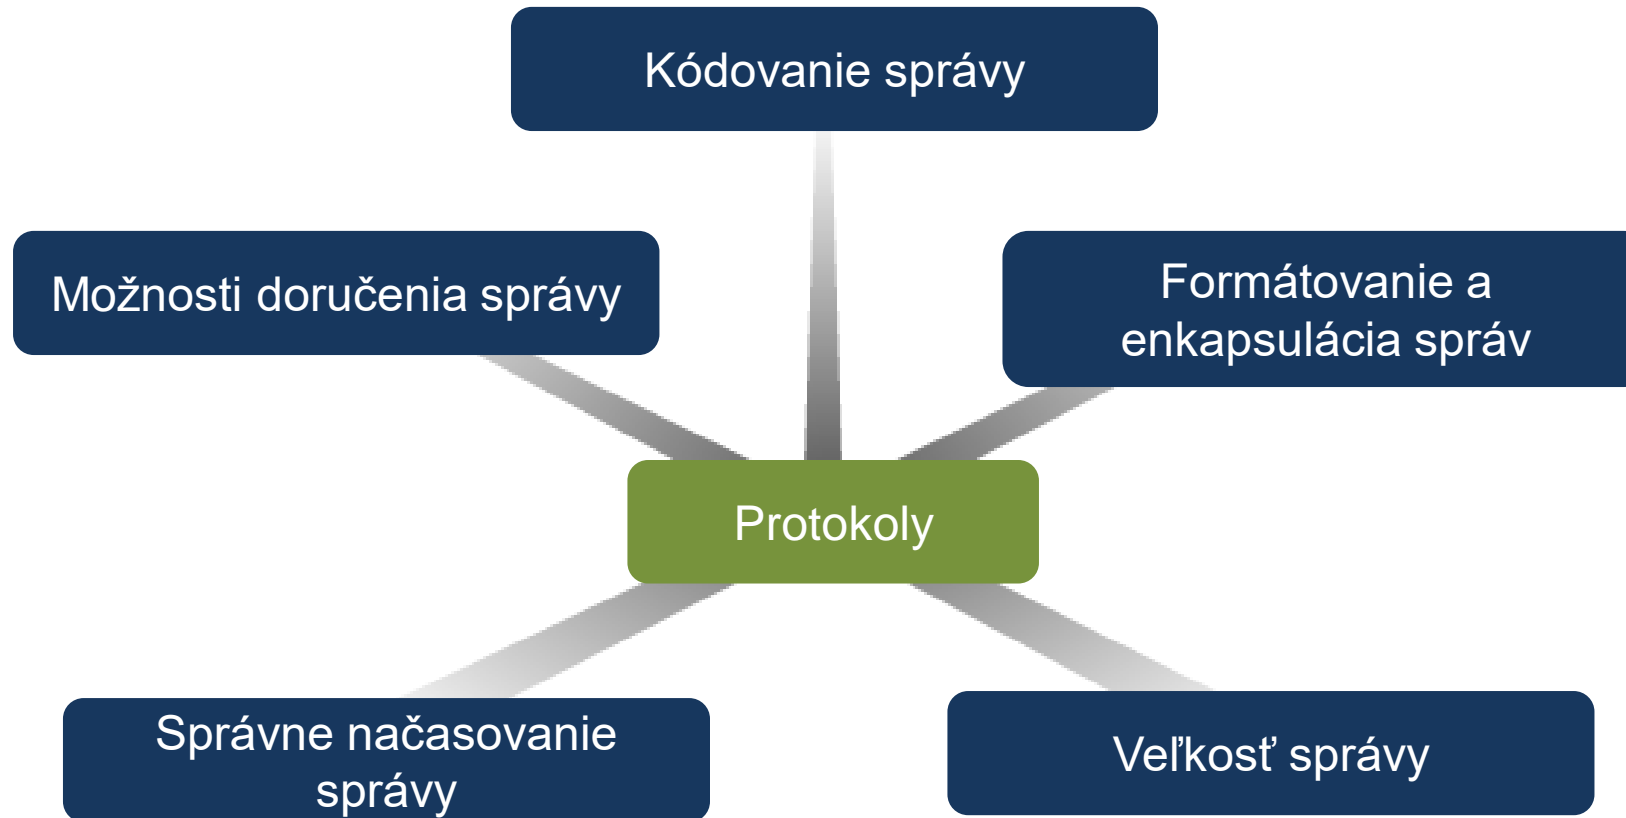 Kódovanie správy
Možnosti doručenia správy
Formátovanie a
enkapsulácia správ
Protokoly
Správne načasovanie
správy
Veľkosť správy